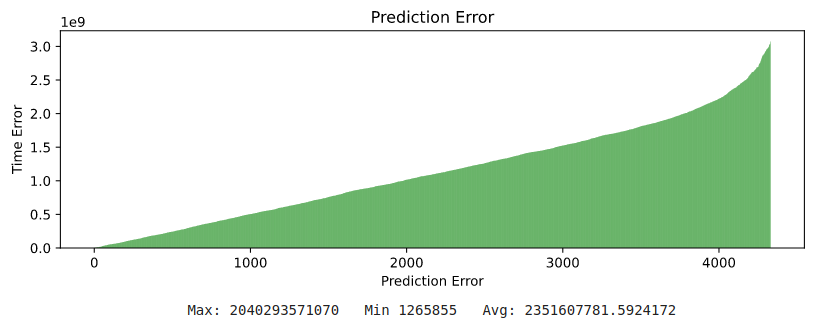 Prediction Error
1e9
3.0
2.5
2.0
1.5
1.0
0.5
0.0
Time Error
0 1000 2000 3000 4000
Prediction Error
Max: 2040293571070 Min 1265855 Avg: 2351607781.5924172